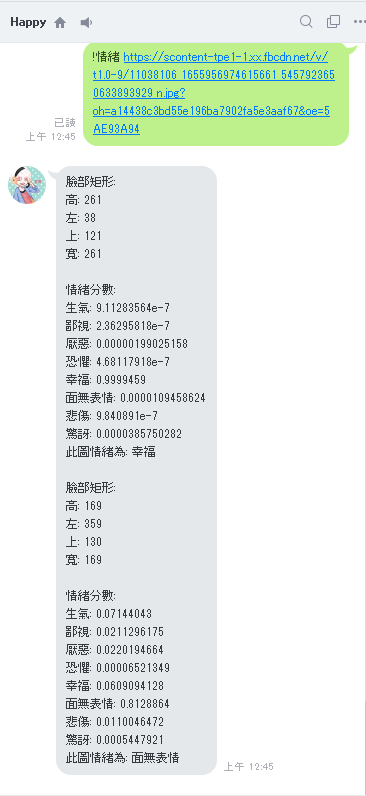 Happy
!情緒 https://scontent-tpe1-1.xx.fbcdn.net/v/
t1.0-9/11038106_1655956974615661_545792365
0633893929_n.jpg?
oh=a14438c3bd55e196ba7902fa5e3aaf67&oe=5
AE93A94
已讀
上午 12:45
臉部矩形:
高: 261
左: 38
上: 121
寬: 261
情緒分數:
生氣: 9.11283564e-7
鄙視: 2.36295818e-7
厭惡: 0.00000199025158
恐懼: 4.68117918e-7
幸福: 0.9999459
面無表情: 0.0000109458624
悲傷: 9.840891e-7
驚訝: 0.0000385750282
此圖情緒為: 幸福
臉部矩形:
高: 169
左: 359
上: 130
寬: 169
情緒分數:
生氣: 0.07144043
鄙視: 0.0211296175
厭惡: 0.0220194664
恐懼: 0.00006521349
幸福: 0.0609094128
面無表情: 0.8128864
悲傷: 0.0110046472
驚訝: 0.0005447921
此圖情緒為: 面無表情
上午 12:45